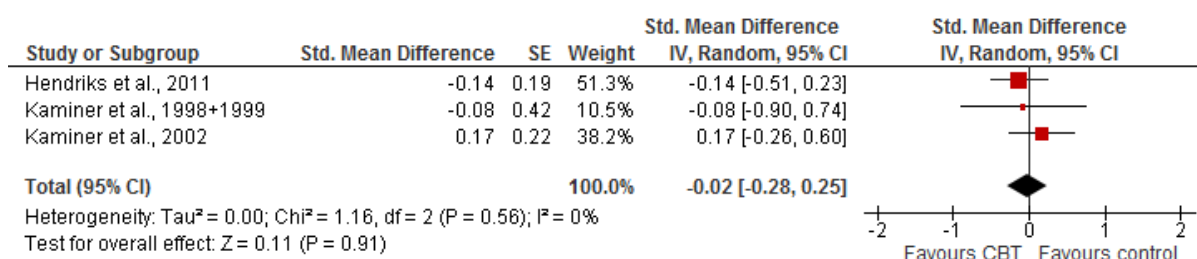 Std. Mean Difference Std. Mean Difference
Study or Subgroup Std. Mean Difference SE Weight IV, Random, 95% CI IV, Random, 95% CI
Hendriks et al., 2011 -0.14 0.19 51.3% -0.14 [-0.51, 0.23]
Kaminer et al., 1998+1999 -0.08 0.42 10.5% -0.08 [-0.90, 0.74]
Kaminer et al., 2002 0.17 0.22 38.2% 0.17 [-0.26, 0.60]
Total (95% CI) 100.0% -0.02 [-0.28, 0.25]
Heterogeneity: Tau² = 0.00; Chi² = 1.16, df = 2 (P = 0.56); I² = 0%
Test for overall effect: Z = 0.11 (P = 0.91)
-2 -1 0 1 2
Favours CBT Favours control